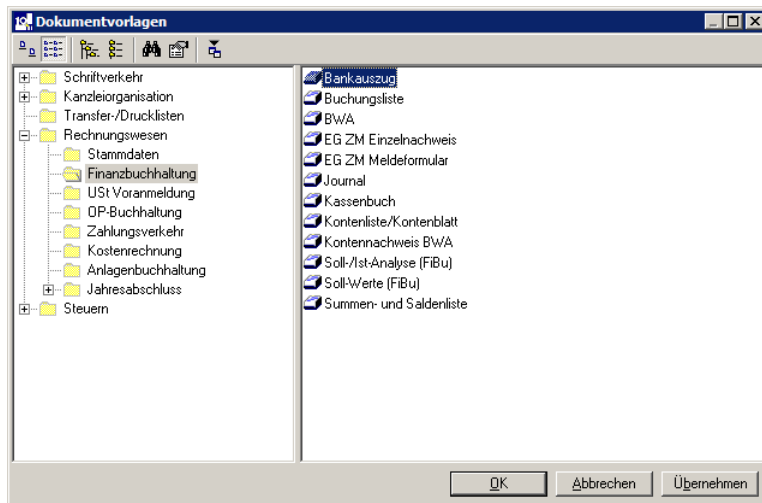 Dokumentvorlagen
Schriftverkehr
Kanzleiorganisation
Transfer-/Drucklisten
Rechnungswesen
Stammdaten
Finanzbuchhaltung
USt Voranmeldung
OP-Buchhaltung
Zahlungsverkehr
Kostenrechnung
Anlagenbuchhaltung
Jahresabschluss
Steuern
Bankauszug
Buchungsliste
BWA
EG ZM Einzelnachweis
EG ZM Meldeformular
Journal
Kassenbuch
Kontenliste/Kontenblatt
Kontennachweis BWA
Soll-/Ist-Analyse (FiBu)
Soll-Werte (FiBu)
Summen- und Saldenliste
OK Abbrechen Übernehmen